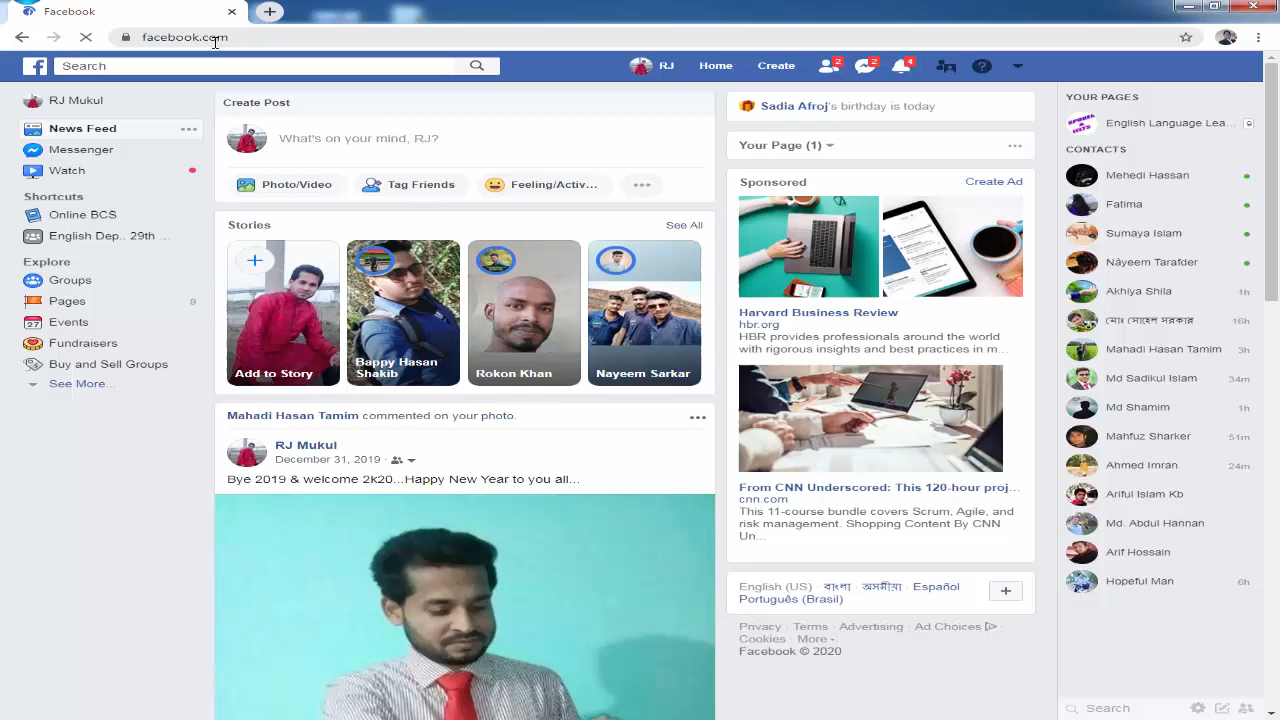 Facebook
facebook.com
Search
RJ
Home
Create
2
2
4
RJ Mukul
News Feed
Messenger
Watch
Shortcuts
Online BCS
English Dep.. 29th ...
Explore
Groups
Pages
9
Events
Fundraisers
Buy and Sell Groups
See More...
Create Post
What's on your mind, RJ?
Photo/Video
Tag Friends
Feeling/Activ...
Stories
See All
Add to Story
Bappy Hasan
Shakib
Rokon Khan
Nayeem Sarkar
Mahadi Hasan Tamim commented on your photo.
RJ Mukul
December 31, 2019
Bye 2019 & welcome 2k20...Happy New Year to you all...
Sadia Afroj's birthday is today
Your Page (1)
Sponsored
Create Ad
Harvard Business Review
hbr.org
HBR provides professionals around the world
with rigorous insights and best practices in m...
From CNN Underscored: This 120-hour proj...
cnn.com
This 11-course bundle covers Scrum, Agile, and
risk management. Shopping Content By CNN
Un...
English (US) · বাংলা · অসমীয়া · Español ·
Português (Brasil)
Privacy · Terms · Advertising · Ad Choices ·
Cookies · More
Facebook © 2020
YOUR PAGES
English Language Lea...
CONTACTS
Mehedi Hassan
Fatima
Sumaya Islam
Nâyeem Tarafder
Akhiya Shila 1h
মোঃ সোহেল সরকার 16h
Mahadi Hasan Tamim 3h
Md Sadikul Islam 34m
Md Shamim 1h
Mahfuz Sharker 51m
Ahmed Imran 24m
Ariful Islam Kb
Md. Abdul Hannan
Arif Hossain
Hopeful Man 6h
Search